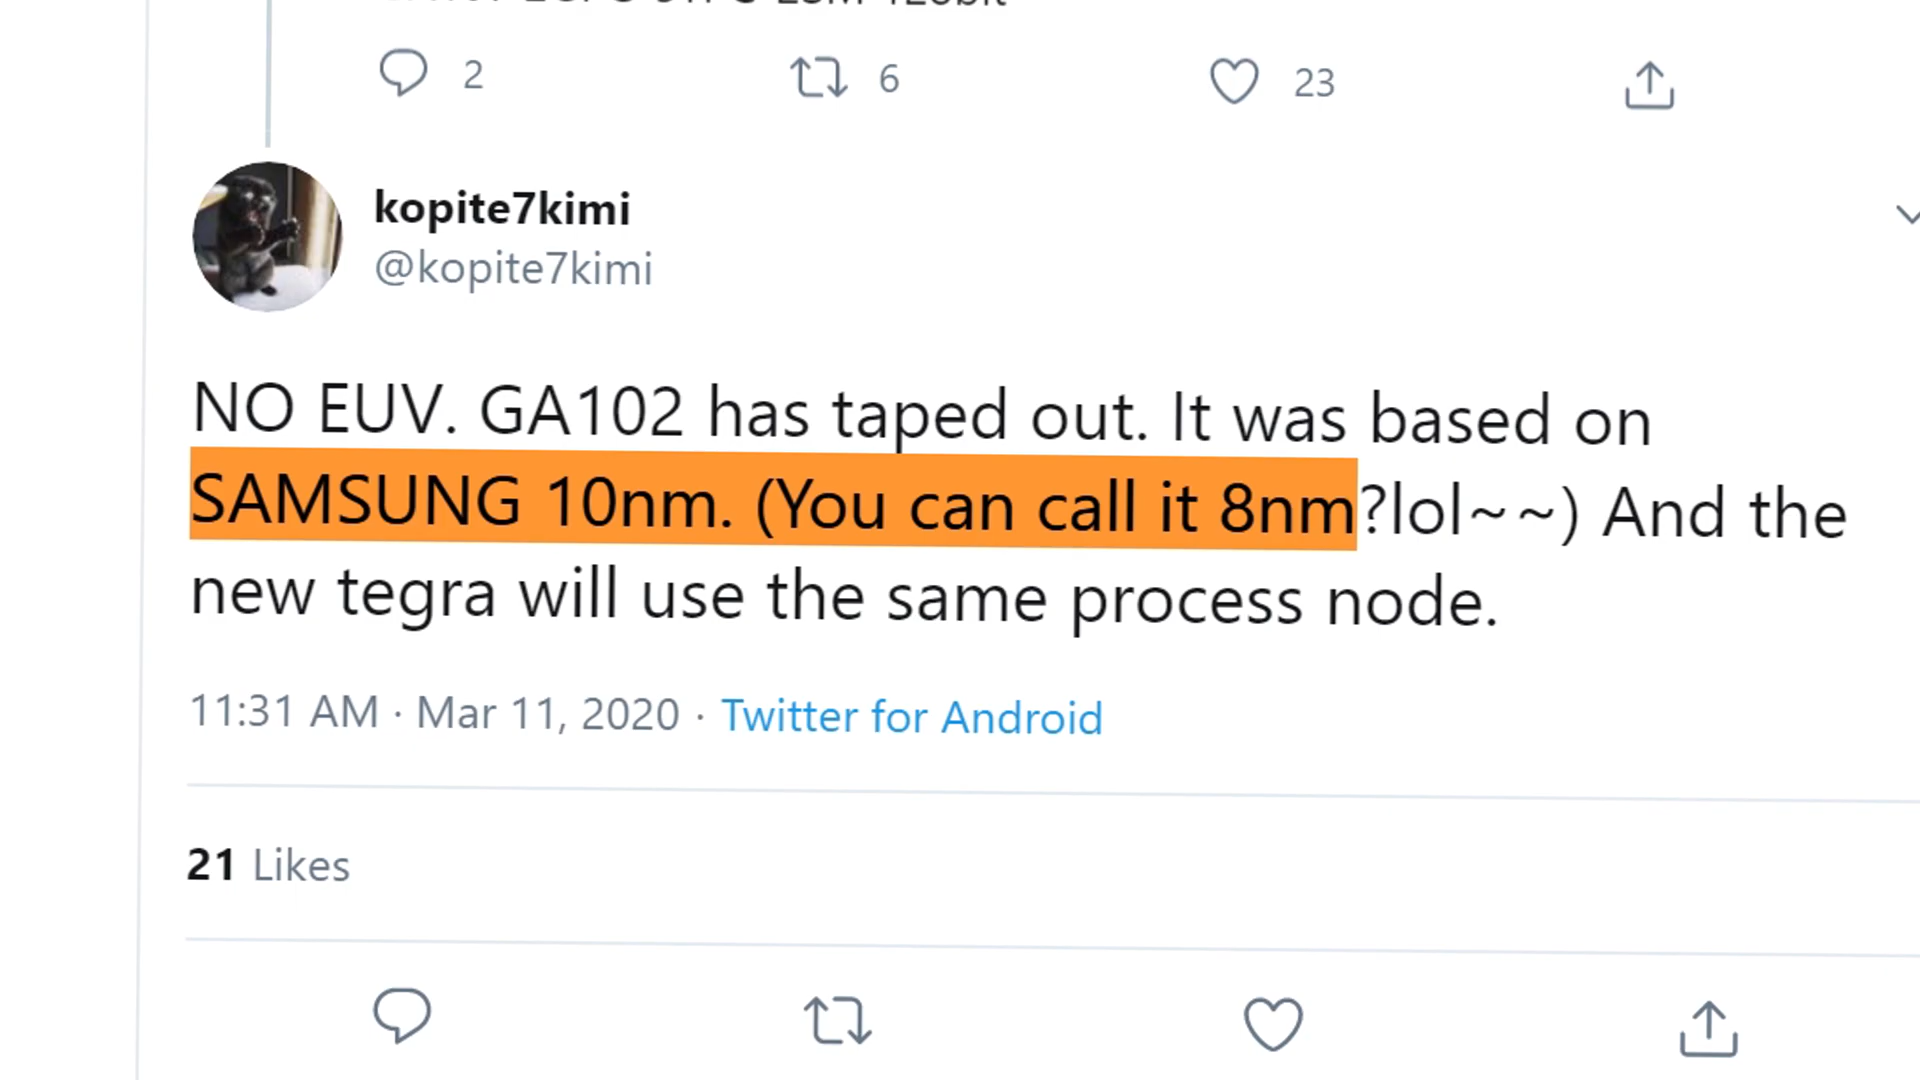 2 6 23
kopite7kimi
@kopite7kimi
NO EUV. GA102 has taped out. It was based on
SAMSUNG 10nm. (You can call it 8nm?lol~~) And the
new tegra will use the same process node.
11:31 AM · Mar 11, 2020 · Twitter for Android
21 Likes